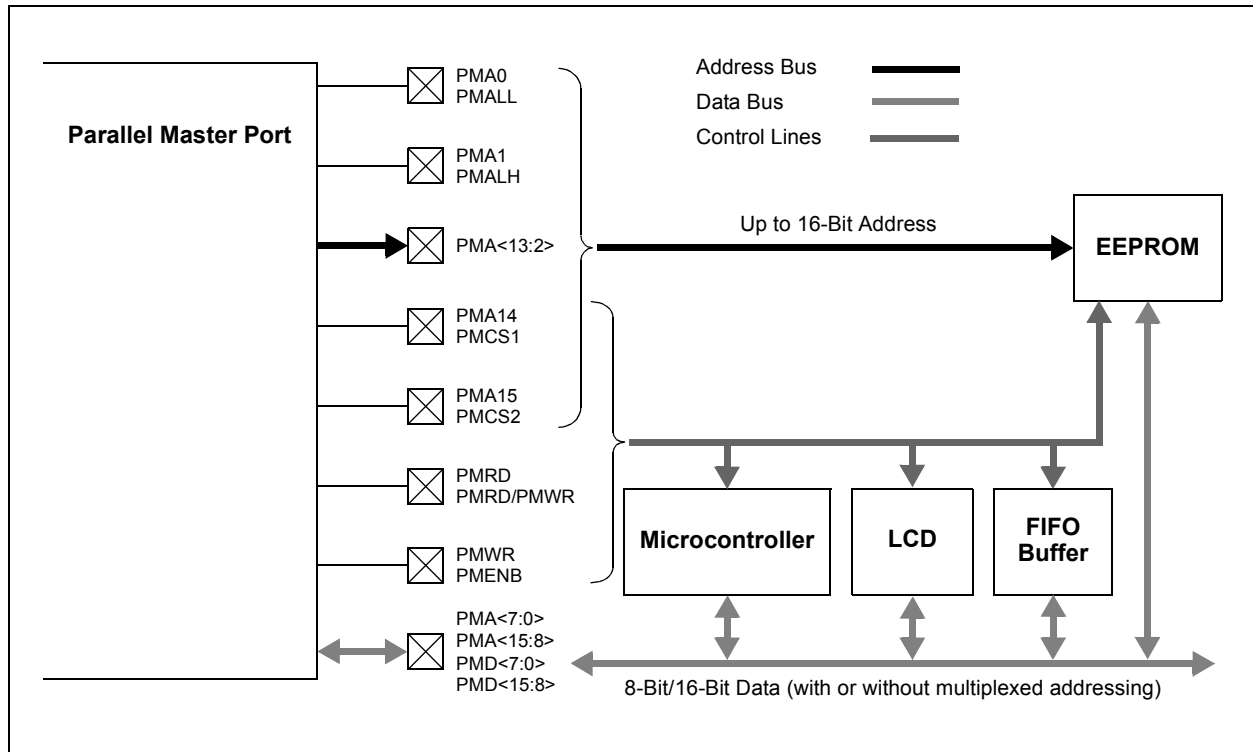 Parallel Master Port
PMA0
PMALL
PMA1
PMALH
PMA<13:2>
PMA14
PMCS1
PMA15
PMCS2
PMRD
PMRD/PMWR
PMWR
PMENB
PMA<7:0>
PMA<15:8>
PMD<7:0>
PMD<15:8>
Address Bus
Data Bus
Control Lines
Up to 16-Bit Address
EEPROM
Microcontroller
LCD
FIFO
Buffer
8-Bit/16-Bit Data (with or without multiplexed addressing)